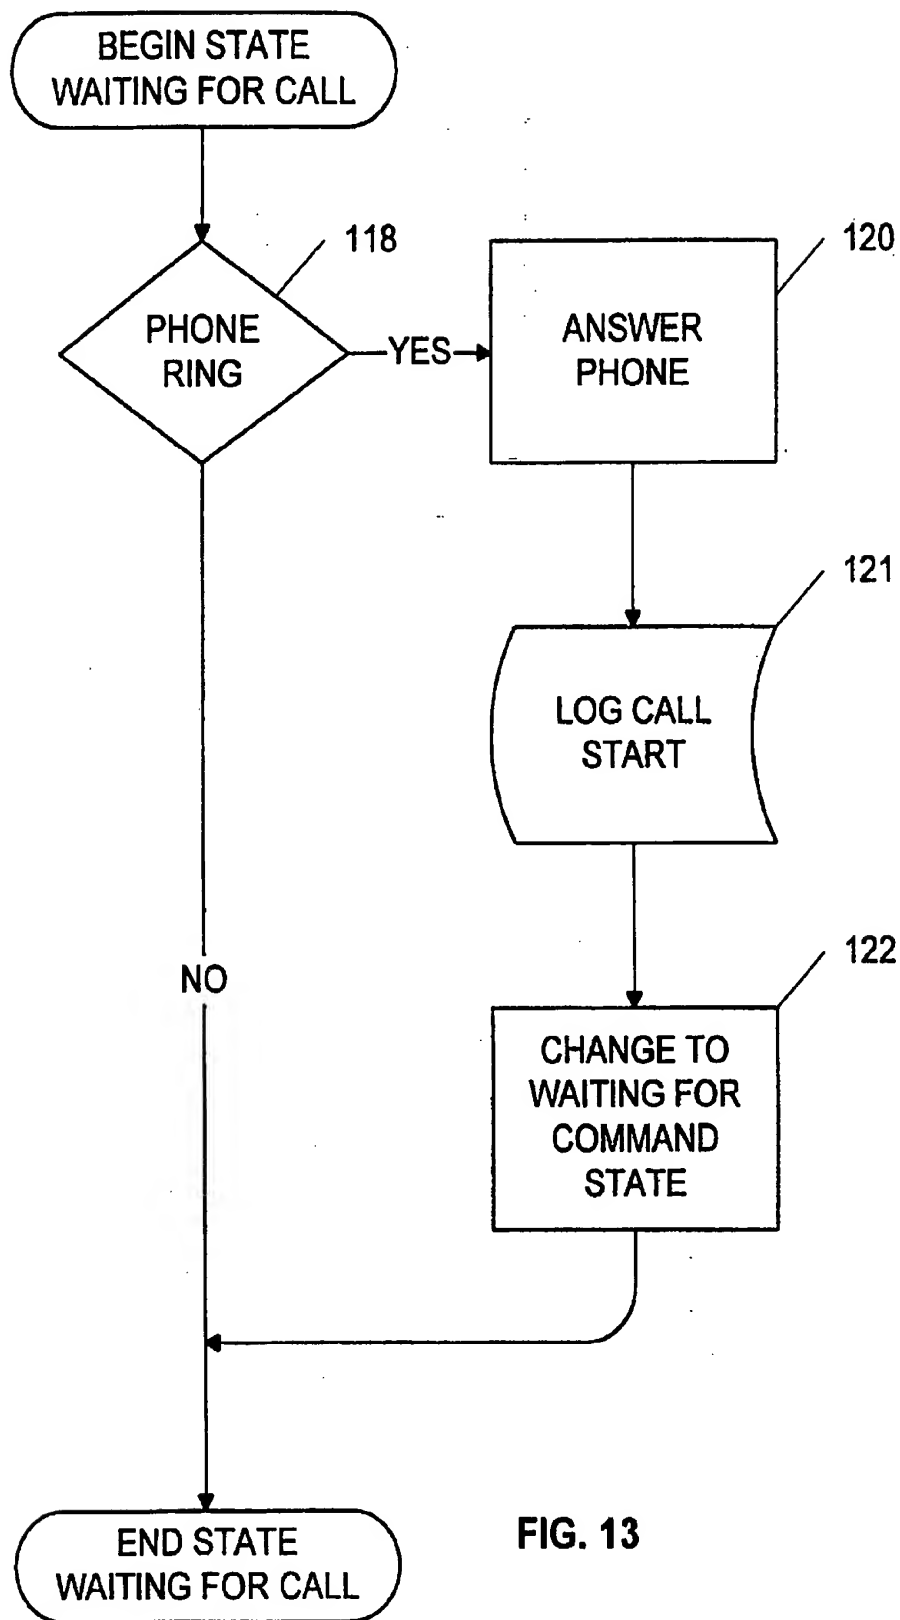 BEGIN STATE
WAITING FOR CALL
118
PHONE
RING
YES
120
ANSWER
PHONE
121
LOG CALL
START
NO
122
CHANGE TO
WAITING FOR
COMMAND
STATE
END STATE
WAITING FOR CALL
FIG. 13